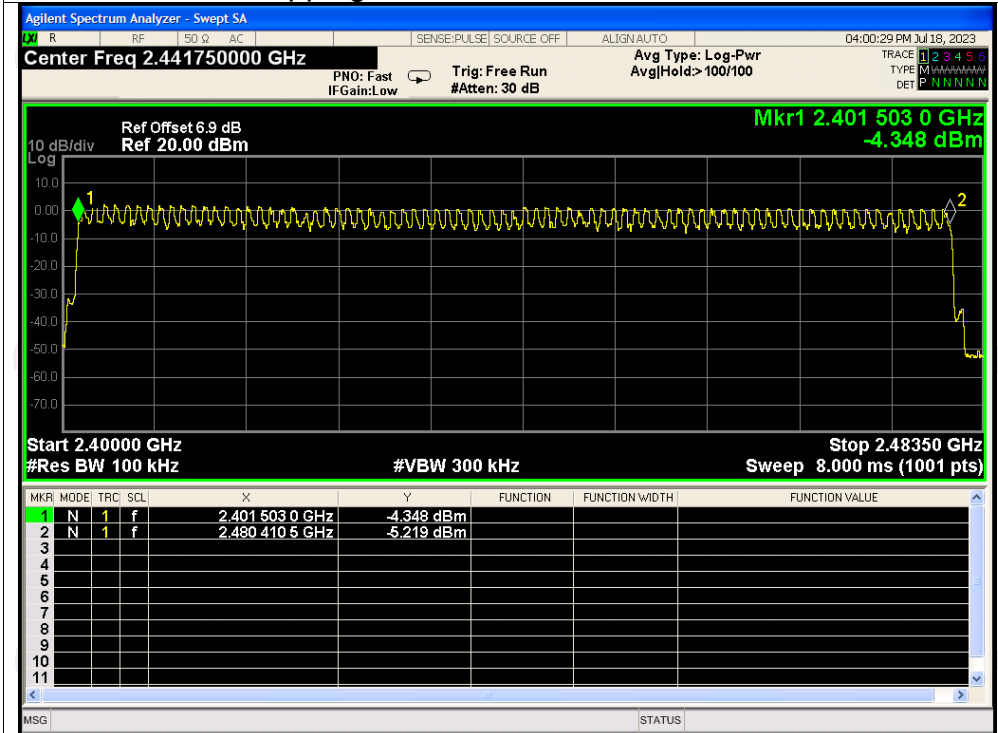 Agilent Spectrum Analyzer - Swept SA
LXI R RF 50 Ω AC SENSE:PULSE SOURCE OFF ALIGN AUTO 04:00:29 PM Jul 18, 2023
Center Freq 2.441750000 GHz
PNO: Fast
IFGain:Low
Trig: Free Run
#Atten: 30 dB
Avg Type: Log-Pwr
Avg|Hold:> 100/100
TRACE 1 2 3 4 5 6
TYPE M
DET P N N N N N
Mkr1 2.401 503 0 GHz
-4.348 dBm
Ref Offset 6.9 dB
10 dB/div Ref 20.00 dBm
Log
10.0
0.00
-10.0
-20.0
-30.0
-40.0
-50.0
-60.0
-70.0
1
2
Start 2.40000 GHz Stop 2.48350 GHz
#Res BW 100 kHz #VBW 300 kHz Sweep 8.000 ms (1001 pts)
MKR MODE TRC SCL X Y FUNCTION FUNCTION WIDTH FUNCTION VALUE
1 N 1 f 2.401 503 0 GHz -4.348 dBm
2 N 1 f 2.480 410 5 GHz -5.219 dBm
3
4
5
6
7
8
9
10
11
MSG STATUS